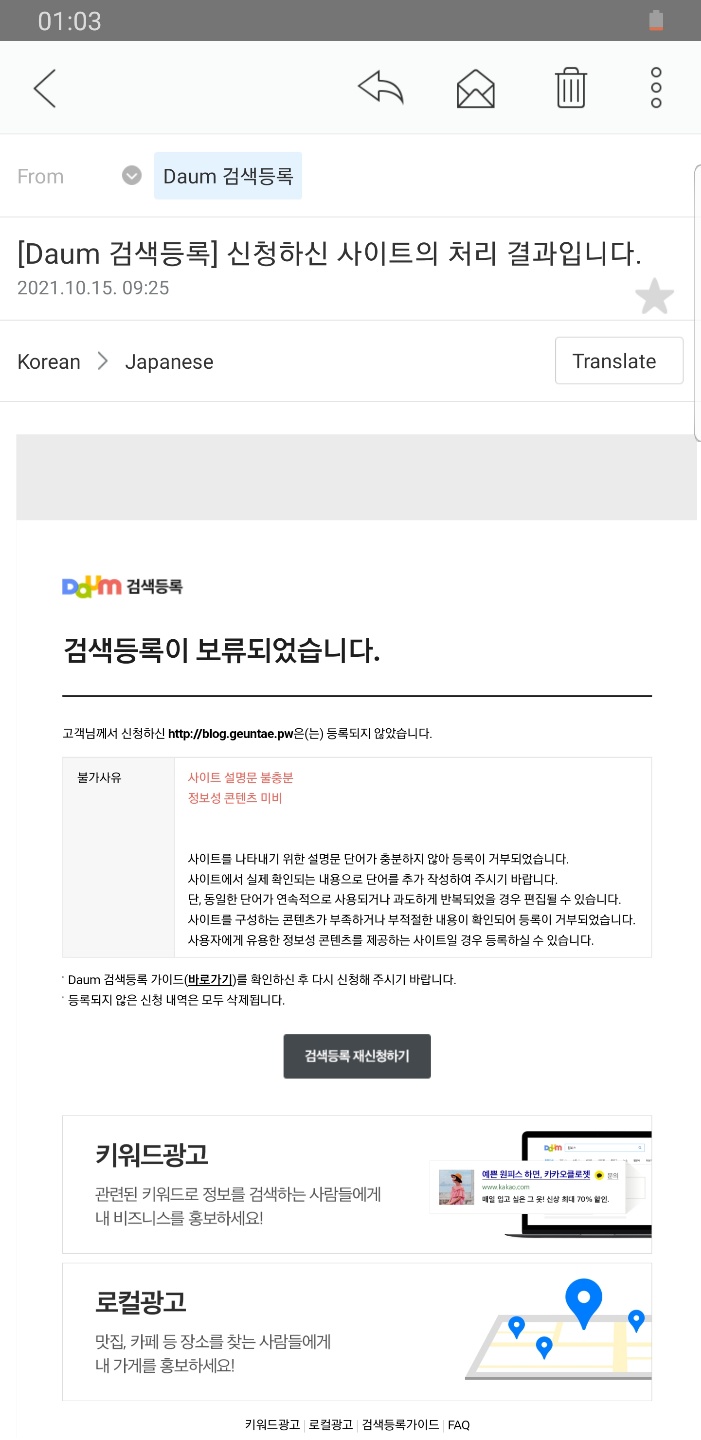 01:03
From
Daum 검색등록
[Daum 검색등록] 신청하신 사이트의 처리 결과입니다.
2021.10.15. 09:25
Korean > Japanese
Translate
Daum 검색등록
검색등록이 보류되었습니다.
고객님께서 신청하신 http://blog.geuntae.pw은(는) 등록되지 않았습니다.
불가사유
사이트 설명문 불충분
정보성 콘텐츠 미비
사이트를 나타내기 위한 설명문 단어가 충분하지 않아 등록이 거부되었습니다.
사이트에서 실제 확인되는 내용으로 단어를 추가 작성하여 주시기 바랍니다.
단, 동일한 단어가 연속적으로 사용되거나 과도하게 반복되었을 경우 편집될 수 있습니다.
사이트를 구성하는 콘텐츠가 부족하거나 부적절한 내용이 확인되어 등록이 거부되었습니다.
사용자에게 유용한 정보성 콘텐츠를 제공하는 사이트일 경우 등록하실 수 있습니다.
· Daum 검색등록 가이드(바로가기)를 확인하신 후 다시 신청해 주시기 바랍니다.
· 등록되지 않은 신청 내역은 모두 삭제됩니다.
검색등록 재신청하기
키워드광고
관련된 키워드로 정보를 검색하는 사람들에게
내 비즈니스를 홍보하세요!
Daum
예쁜 원피스 하면, 카카오클로젯 문의
www.kakao.com
매일 입고 싶은 그 옷! 신상 최대 70% 할인.
로컬광고
맛집, 카페 등 장소를 찾는 사람들에게
내 가게를 홍보하세요!
키워드광고 | 로컬광고 | 검색등록가이드 | FAQ